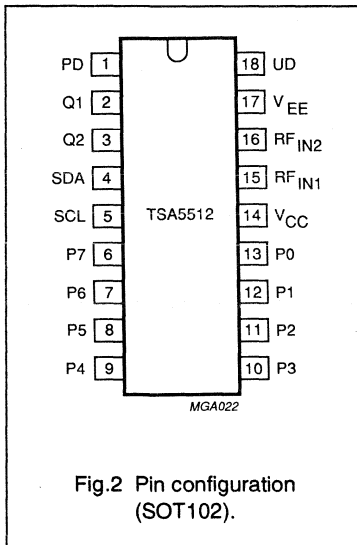 PD 1 18 UD
Q1 2 17 VEE
Q2 3 16 RFIN2
SDA 4 15 RFIN1
SCL 5 TSA5512 14 VCC
P7 6 13 P0
P6 7 12 P1
P5 8 11 P2
P4 9 10 P3
MGA022
Fig.2 Pin configuration
(SOT102).